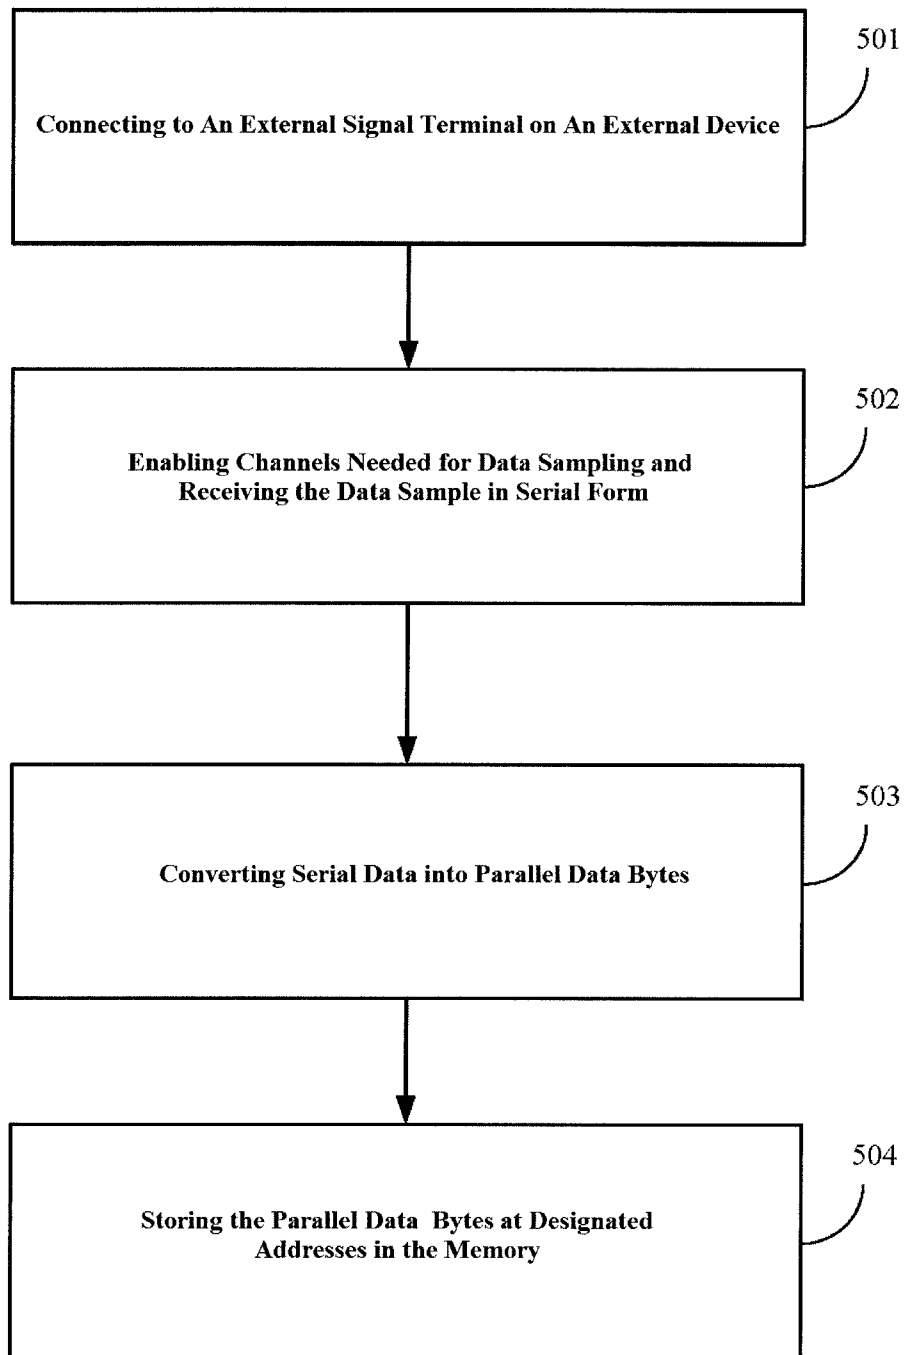 501
Connecting to An External Signal Terminal on An External Device
502
Enabling Channels Needed for Data Sampling and
Receiving the Data Sample in Serial Form
503
Converting Serial Data into Parallel Data Bytes
504
Storing the Parallel Data Bytes at Designated
Addresses in the Memory